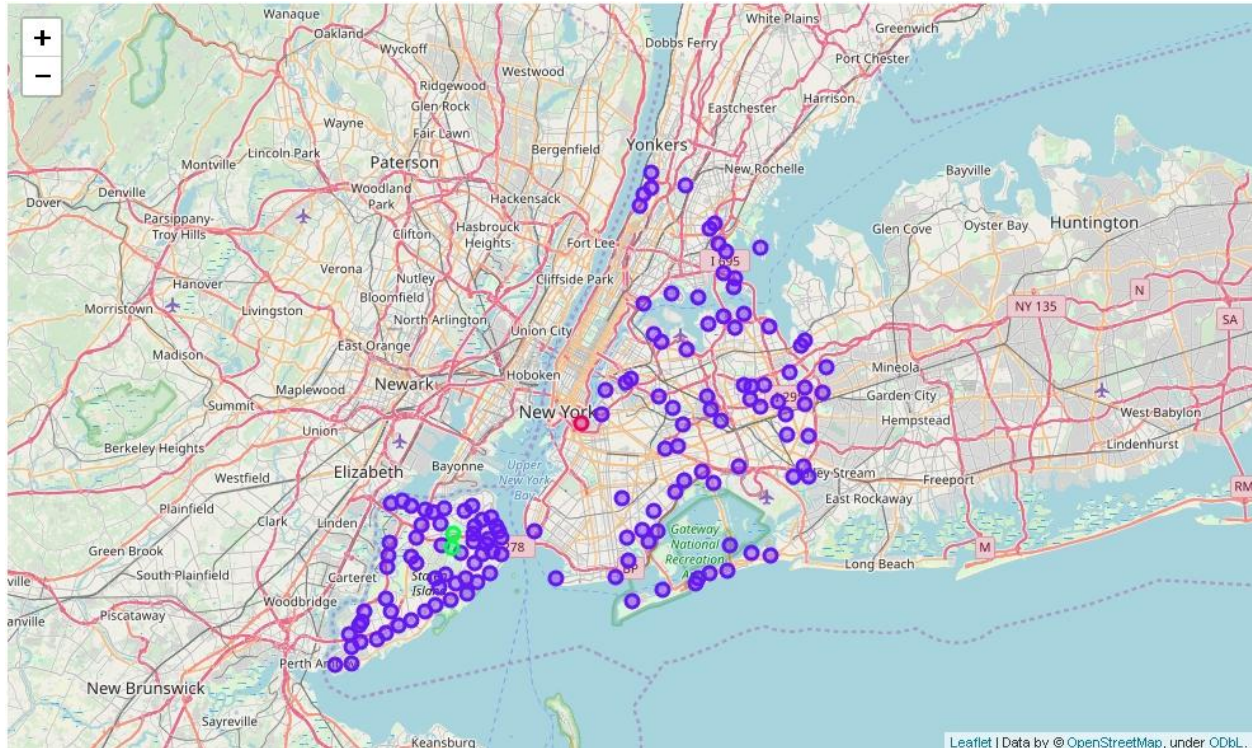 Wanaque
White Plains
Greenwich
+
Oakland
Wyckoff
Dobbs Ferry
Port Chester
−
Franklin
Westwood
Ridgewood
Glen Rock
Eastchester
Harrison
Wayne
Fair Lawn
Yonkers
Lincoln Park
Bergenfield
Montville
Paterson
New Rochelle
Denville
Hackensack
Bayville
Dover
Woodland
Park
Parsippany-
Troy Hills
Clifton
Hasbrouck
Heights
Fort Lee
Glen Cove
Oyster Bay
Huntington
Verona
Nutley
Cliffside Park
I 695
Hanover
Bloomfield
N
Morristown
Livingston
North Arlington
NY 135
SA
Union City
Madison
East Orange
Mineola
Maplewood
Newark
Hoboken
29
Garden City
Summit
New York
Hempstead
West Babylon
Union
Berkeley Heights
Lindenhurst
Elizabeth
Bayonne
Upper
New York
Bay
ley Stream
Freeport
Westfield
East Rockaway
RM
Linden
Clark
Gateway
National
Recreation
Green Brook
278
M
South Plainfield
Carteret
BP
Long Beach
Island
Woodbridge
Piscataway
Perth Am
New Brunswick
Sayreville
Keansburg
Leaflet | Data by © OpenStreetMap, under ODbL.